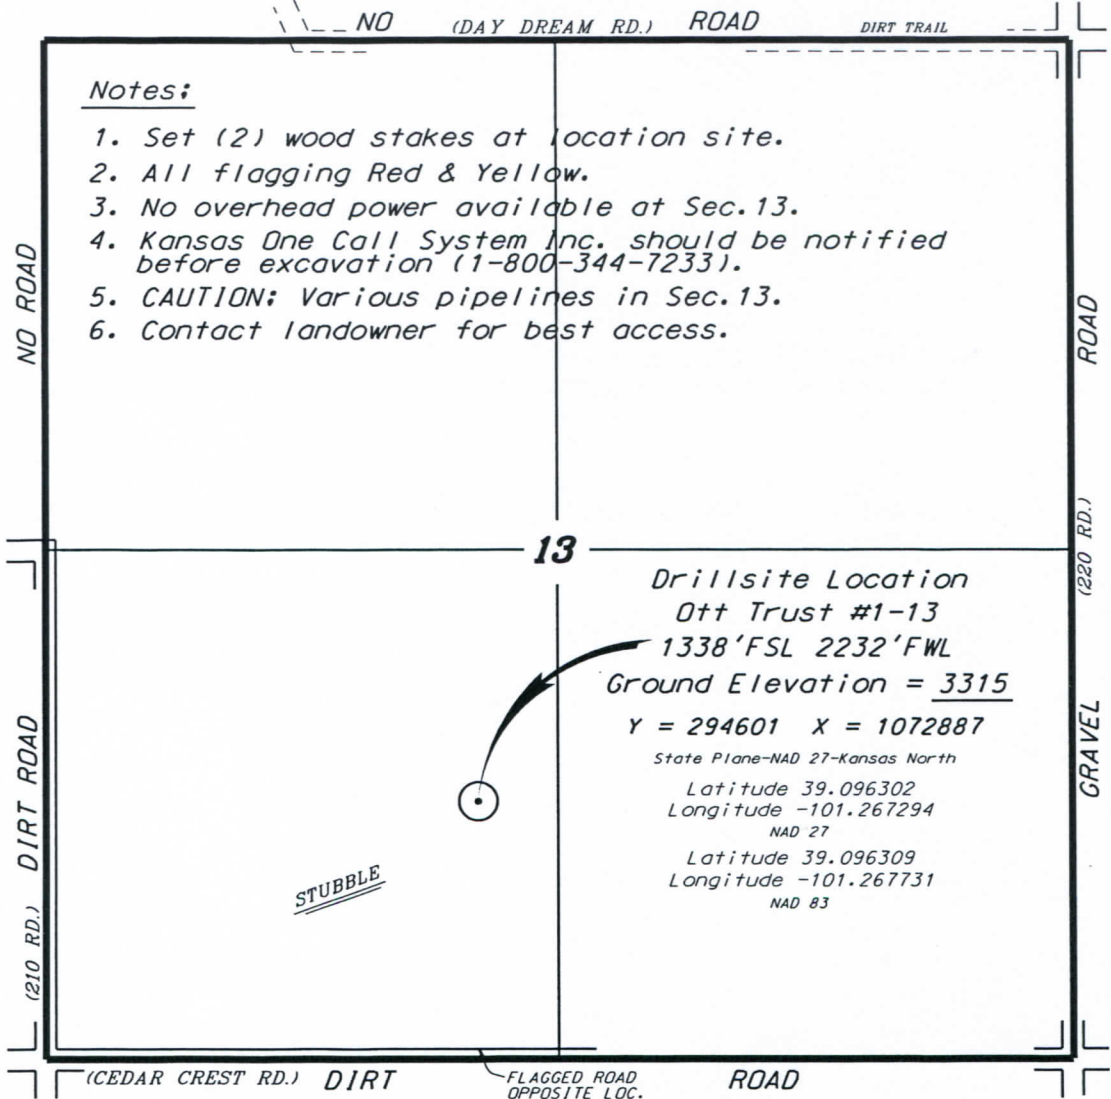 NO (DAY DREAM RD.) ROAD DIRT TRAIL
Notes:
1. Set (2) wood stakes at location site.
2. All flagging Red & Yellow.
3. No overhead power available at Sec.13.
4. Kansas One Call System Inc. should be notified
before excavation (1-800-344-7233).
5. CAUTION: Various pipelines in Sec.13.
6. Contact landowner for best access.
NO ROAD
ROAD
(220 RD.)
GRAVEL
13
Drillsite Location
Ott Trust #1-13
1338'FSL 2232'FWL
Ground Elevation = 3315
Y = 294601 X = 1072887
State Plane-NAD 27-Kansas North
Latitude 39.096302
Longitude -101.267294
NAD 27
Latitude 39.096309
Longitude -101.267731
NAD 83
STUBBLE
DIRT ROAD
(210 RD.)
(CEDAR CREST RD.) DIRT ROAD
FLAGGED ROAD
OPPOSITE LOC.